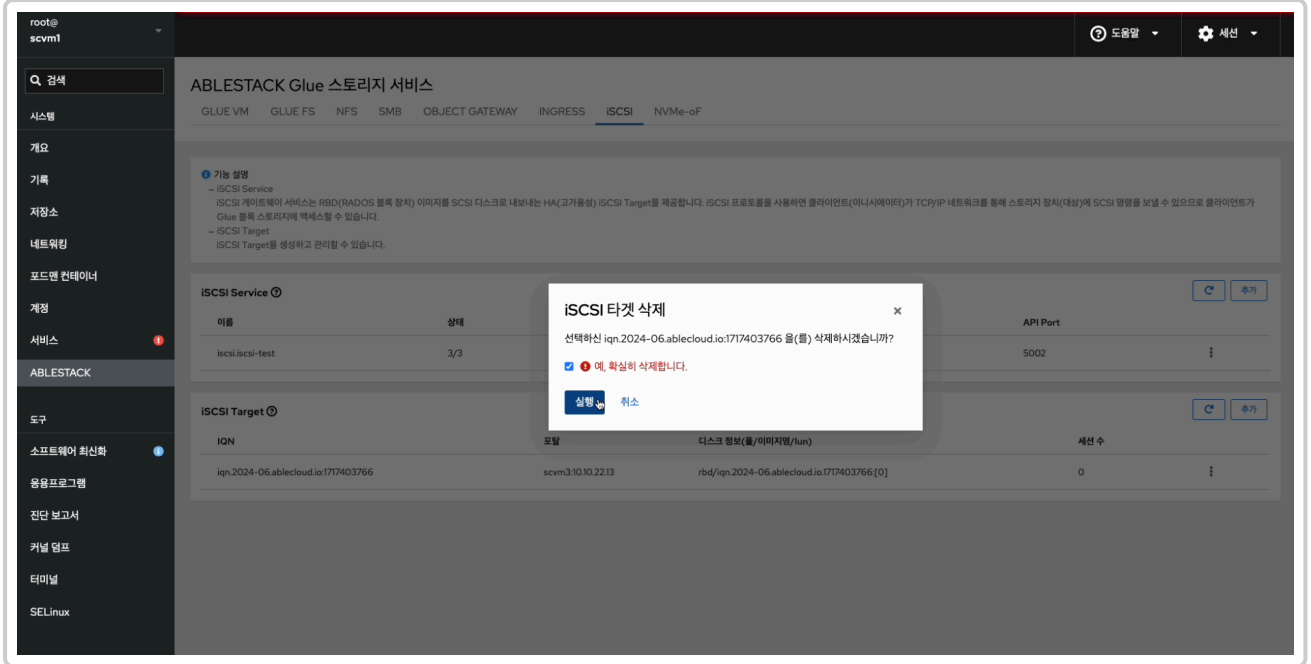 root@
scvm1
도움말
세션
검색
시스템
개요
기록
저장소
네트워킹
포드맨 컨테이너
계정
서비스
ABLESTACK
도구
소프트웨어 최신화
응용프로그램
진단 보고서
커널 덤프
터미널
SELinux
ABLESTACK Glue 스토리지 서비스
GLUE VM GLUE FS NFS SMB OBJECT GATEWAY INGRESS iSCSI NVMe-oF
기능 설명
– iSCSI Service
iSCSI 게이트웨이 서비스는 RBD(RADOS 블록 장치) 이미지를 SCSI 디스크로 내보내는 HA(고가용성) iSCSI Target을 제공합니다. iSCSI 프로토콜을 사용하면 클라이언트(이니시에이터)가 TCP/IP 네트워크를 통해 스토리지 장치(대상)에 SCSI 명령을 보낼 수 있으므로 클라이언트가
Glue 블록 스토리지에 액세스할 수 있습니다.
– iSCSI Target
iSCSI Target을 생성하고 관리할 수 있습니다.
iSCSI Service
추가
이름 상태 API Port
iscsi.iscsi-test 3/3 5002
iSCSI 타겟 삭제
선택하신 iqn.2024-06.ablecloud.io:1717403766 을(를) 삭제하시겠습니까?
예, 확실히 삭제합니다.
실행 취소
iSCSI Target
추가
IQN 포탈 디스크 정보(풀/이미지명/lun) 세션 수
iqn.2024-06.ablecloud.io:1717403766 scvm3:10.10.22.13 rbd/iqn.2024-06.ablecloud.io.1717403766:[0] 0